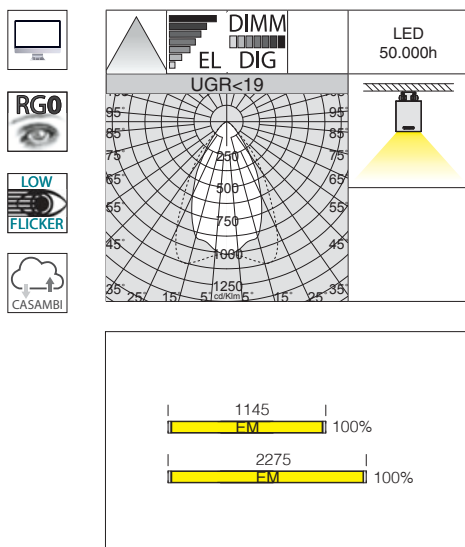 RG0
LOW
FLICKER
CASAMBI
DIMM
EL DIG
UGR<19
LED
50.000h
95° 95°
85° 85°
75° 75°
250
65° 65°
500
55° 55°
750
45° 45°
1000
1250
cd/Klm
35° 25° 15° 5° 5° 15° 25° 35°
1145
EM 100%
2275
EM 100%